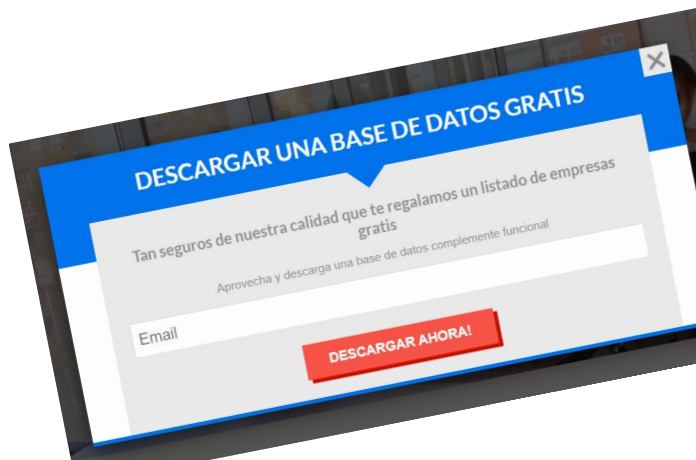 DESCARGAR UNA BASE DE DATOS GRATIS
Tan seguros de nuestra calidad que te regalamos un listado de empresas
gratis
Aprovecha y descarga una base de datos complemente funcional
Email
DESCARGAR AHORA!